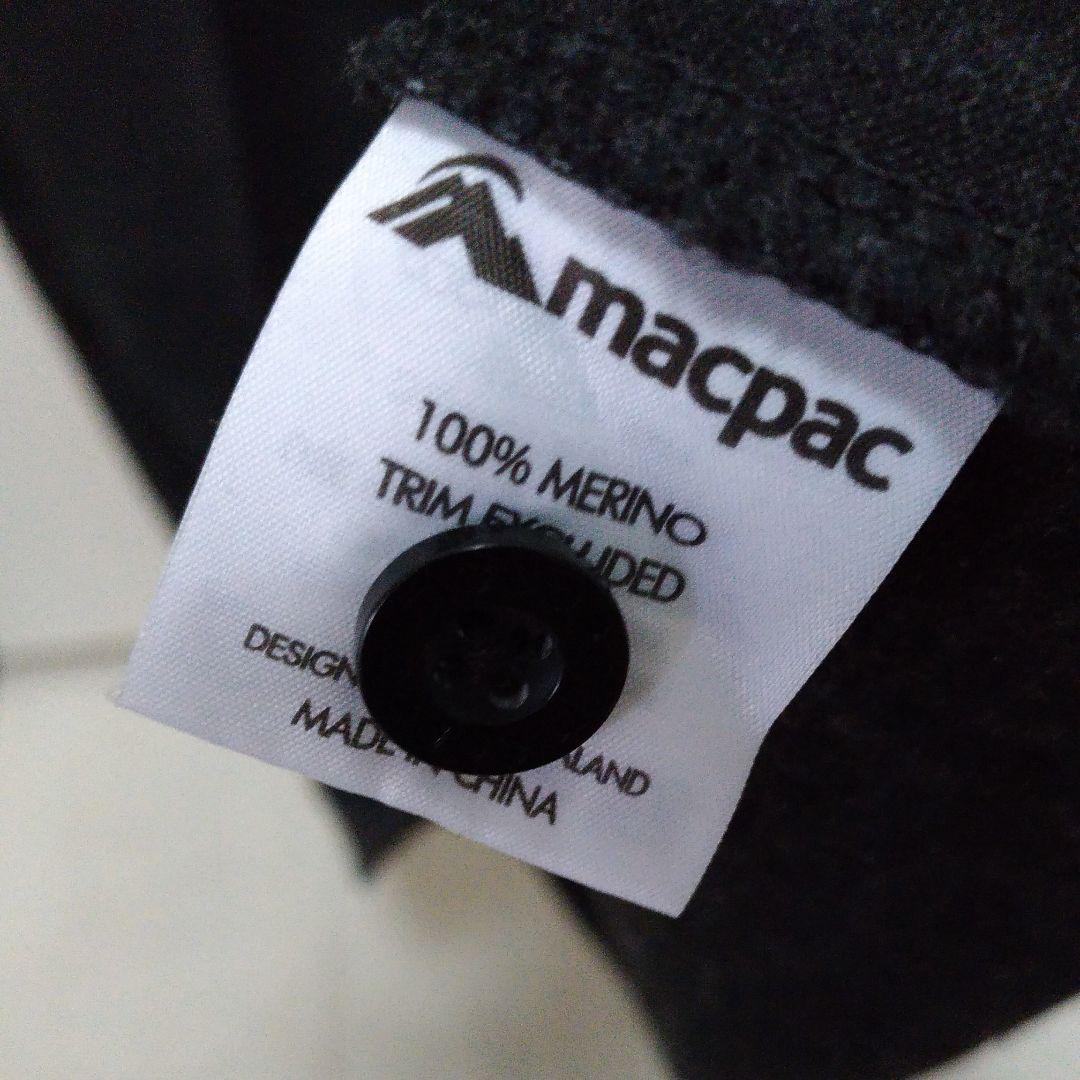 macpac
100% MERINO
TRIM EXCLUDED
DESIGN
MADE IN CHINA